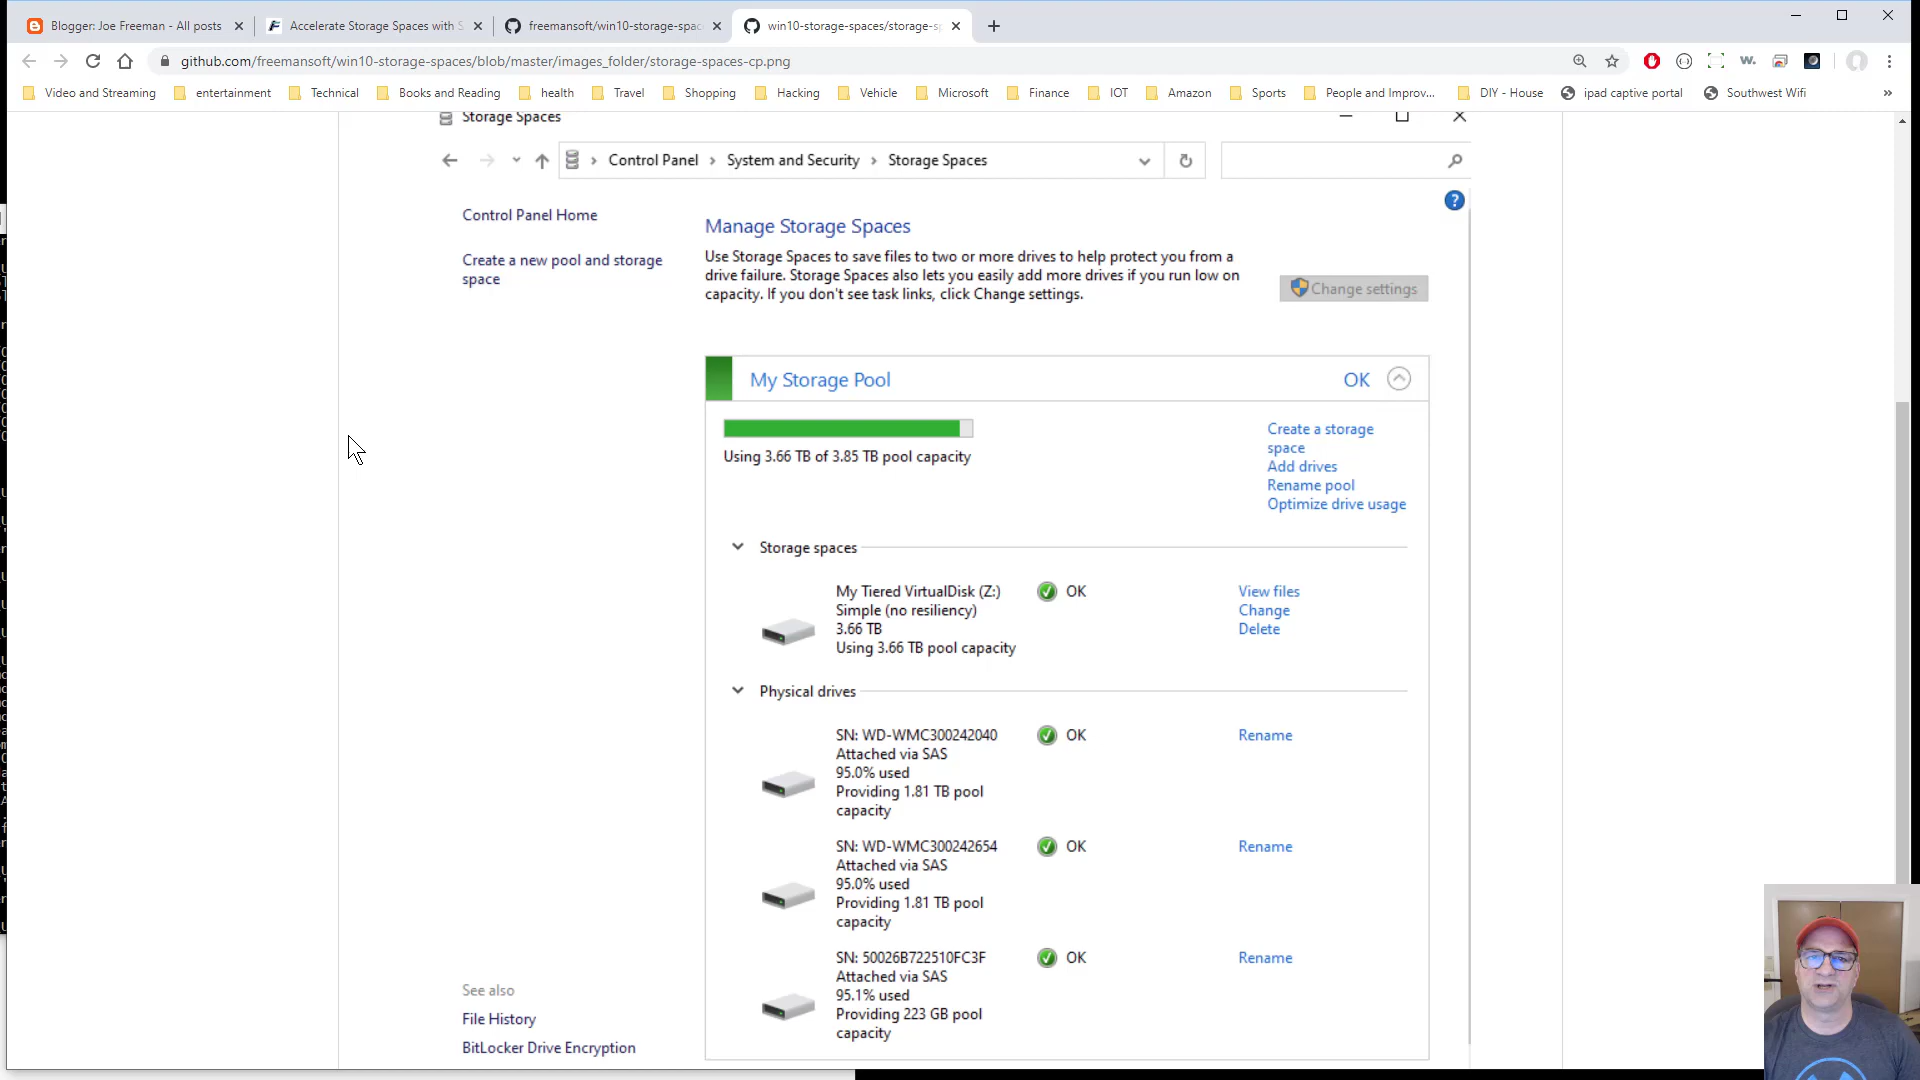 Blogger: Joe Freeman - All posts
Accelerate Storage Spaces with S
freemansoft/win10-storage-spac
win10-storage-spaces/storage-s
github.com/freemansoft/win10-storage-spaces/blob/master/images_folder/storage-spaces-cp.png
Video and Streaming
entertainment
Technical
Books and Reading
health
Travel
Shopping
Hacking
Vehicle
Microsoft
Finance
IOT
Amazon
Sports
People and Improv...
DIY - House
ipad captive portal
Southwest Wifi
»
Storage Spaces
Control Panel > System and Security > Storage Spaces
Control Panel Home
Create a new pool and storage
space
Manage Storage Spaces
Use Storage Spaces to save files to two or more drives to help protect you from a
drive failure. Storage Spaces also lets you easily add more drives if you run low on
capacity. If you don't see task links, click Change settings.
Change settings
My Storage Pool
OK
Using 3.66 TB of 3.85 TB pool capacity
Create a storage
space
Add drives
Rename pool
Optimize drive usage
Storage spaces
My Tiered VirtualDisk (Z:)
Simple (no resiliency)
3.66 TB
Using 3.66 TB pool capacity
OK
View files
Change
Delete
Physical drives
SN: WD-WMC300242040
Attached via SAS
95.0% used
Providing 1.81 TB pool
capacity
OK
Rename
SN: WD-WMC300242654
Attached via SAS
95.0% used
Providing 1.81 TB pool
capacity
OK
Rename
SN: 50026B722510FC3F
Attached via SAS
95.1% used
Providing 223 GB pool
capacity
OK
Rename
See also
File History
BitLocker Drive Encryption